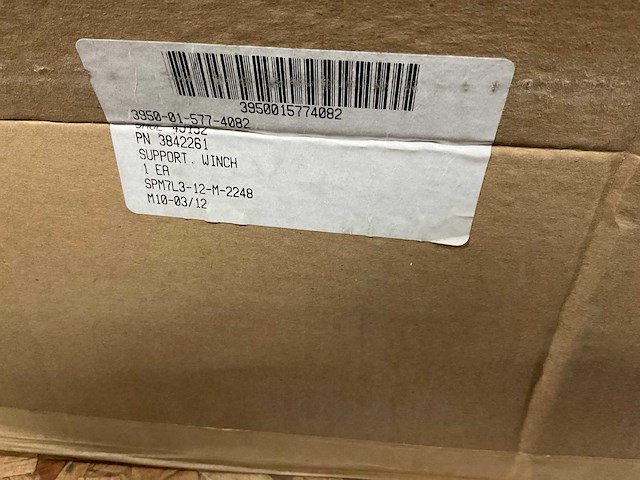 3950015774082
3950-01-577-4082
PN 3842261
SUPPORT, WINCH
1 EA
SPM7L3-12-M-2248
M10-03/12